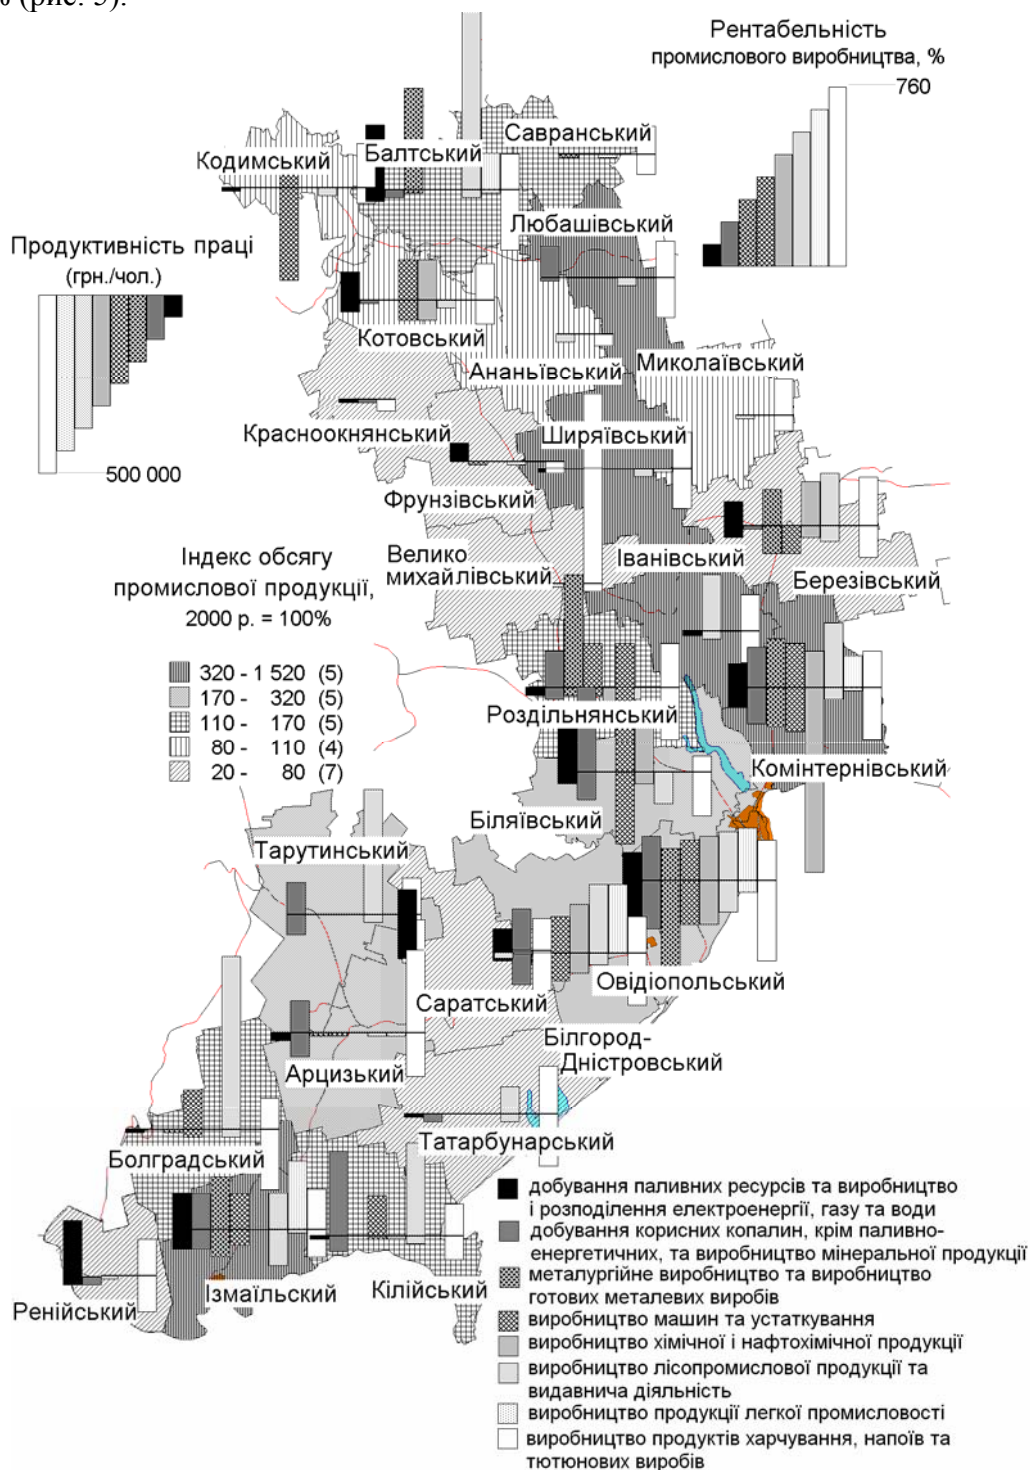 % (рис. 5).
Рентабельність
промислового виробництва, %
760
Савранський
Балтський
Кодимський
Любашівський
Продуктивність праці
(грн./чол.)
500 000
Котовський
Ананьївський
Миколаївський
Красноокнянський
Ширяївський
Фрунзівський
Індекс обсягу
промислової продукції,
2000 р. = 100%
320 - 1 520 (5)
170 - 320 (5)
110 - 170 (5)
80 - 110 (4)
20 - 80 (7)
Велико
михайлівський
Іванівський
Березівський
Роздільнянський
Комінтернівський
Біляївський
Тарутинський
Овідіопольський
Саратський
Білгород-
Дністровський
Арцизький
Татарбунарський
Болградський
Ізмаїльский
Кілійський
Ренійський
добування паливних ресурсів та виробництво
і розподілення електроенергії, газу та води
добування корисних копалин, крім паливно-
енергетичних, та виробництво мінеральної продукції
металургійне виробництво та виробництво
готових металевих виробів
виробництво машин та устаткування
виробництво хімічної і нафтохімічної продукції
виробництво лісопромислової продукції та
видавнича діяльність
виробництво продукції легкої промисловості
виробництво продуктів харчування, напоїв та
тютюнових виробів